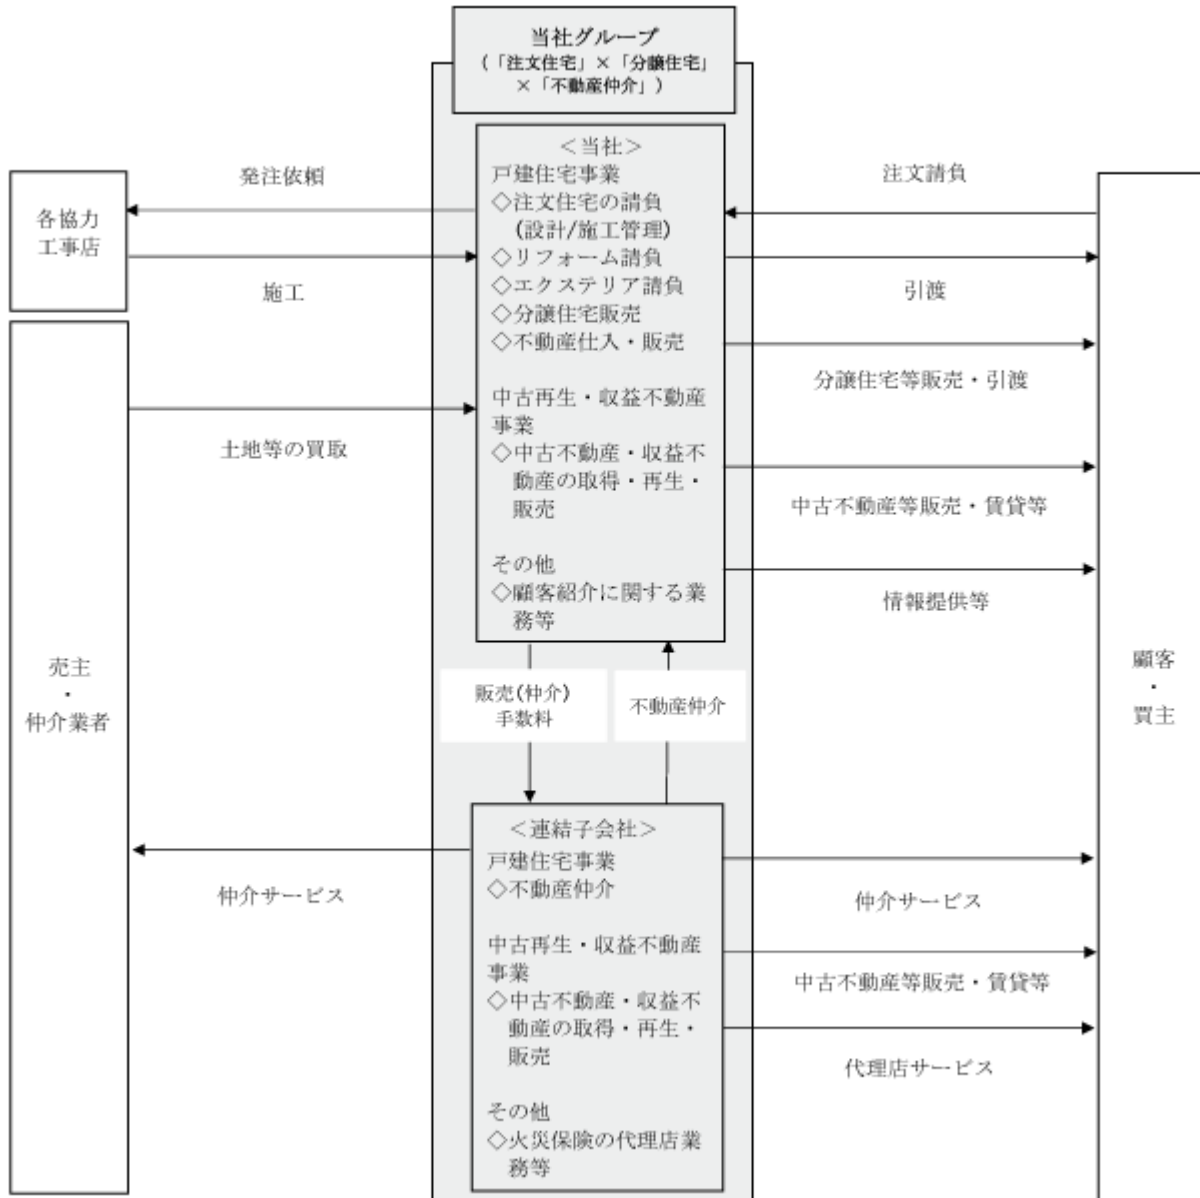 当社グループ
(「注文住宅」×「分譲住宅」
×「不動産仲介」)
各協力
工事店
発注依頼
施工
売主
・
仲介業者
土地等の買取
仲介サービス
＜当社＞
戸建住宅事業
◇注文住宅の請負
(設計/施工管理)
◇リフォーム請負
◇エクステリア請負
◇分譲住宅販売
◇不動産仕入・販売
中古再生・収益不動産
事業
◇中古不動産・収益不
動産の取得・再生・
販売
その他
◇顧客紹介に関する業
務等
販売(仲介)
手数料
不動産仲介
＜連結子会社＞
戸建住宅事業
◇不動産仲介
中古再生・収益不動産
事業
◇中古不動産・収益不
動産の取得・再生・
販売
その他
◇火災保険の代理店業
務等
注文請負
引渡
分譲住宅等販売・引渡
中古不動産等販売・賃貸等
情報提供等
仲介サービス
中古不動産等販売・賃貸等
代理店サービス
顧客
・
買主